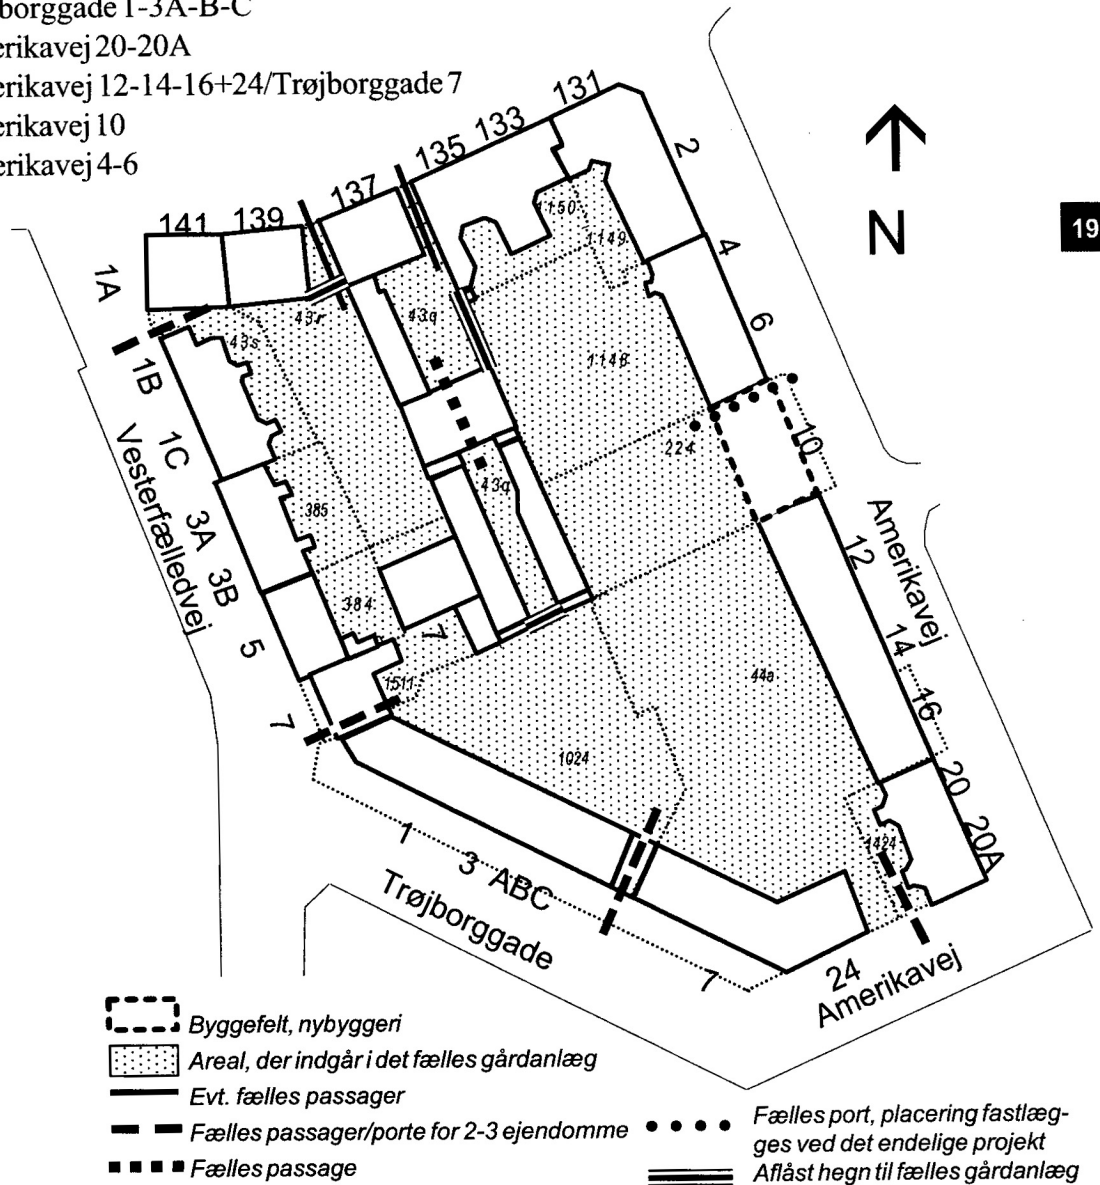 borggade 1-3A-B-C
erikavej 20-20A
erikavej 12-14-16+24/Trøjborggade 7
erikavej 10
erikavej 4-6
131
133
135
137
139
141
2
4
6
10
12
14
16
20
20A
N
19
1A
1B
1C
3A
3B
5
7
Vesterfælledvej
Amerikavej
1150
1149
1148
224
43r
43s
43q
43q
385
384
7
1511
1024
44a
1424
1
3 ABC
7
Trøjborggade
24
Amerikavej
Byggefelt, nybyggeri
Areal, der indgår i det fælles gårdanlæg
Evt. fælles passager
Fælles passager/porte for 2-3 ejendomme
Fælles passage
Fælles port, placering fastlæg-
ges ved det endelige projekt
Aflåst hegn til fælles gårdanlæg